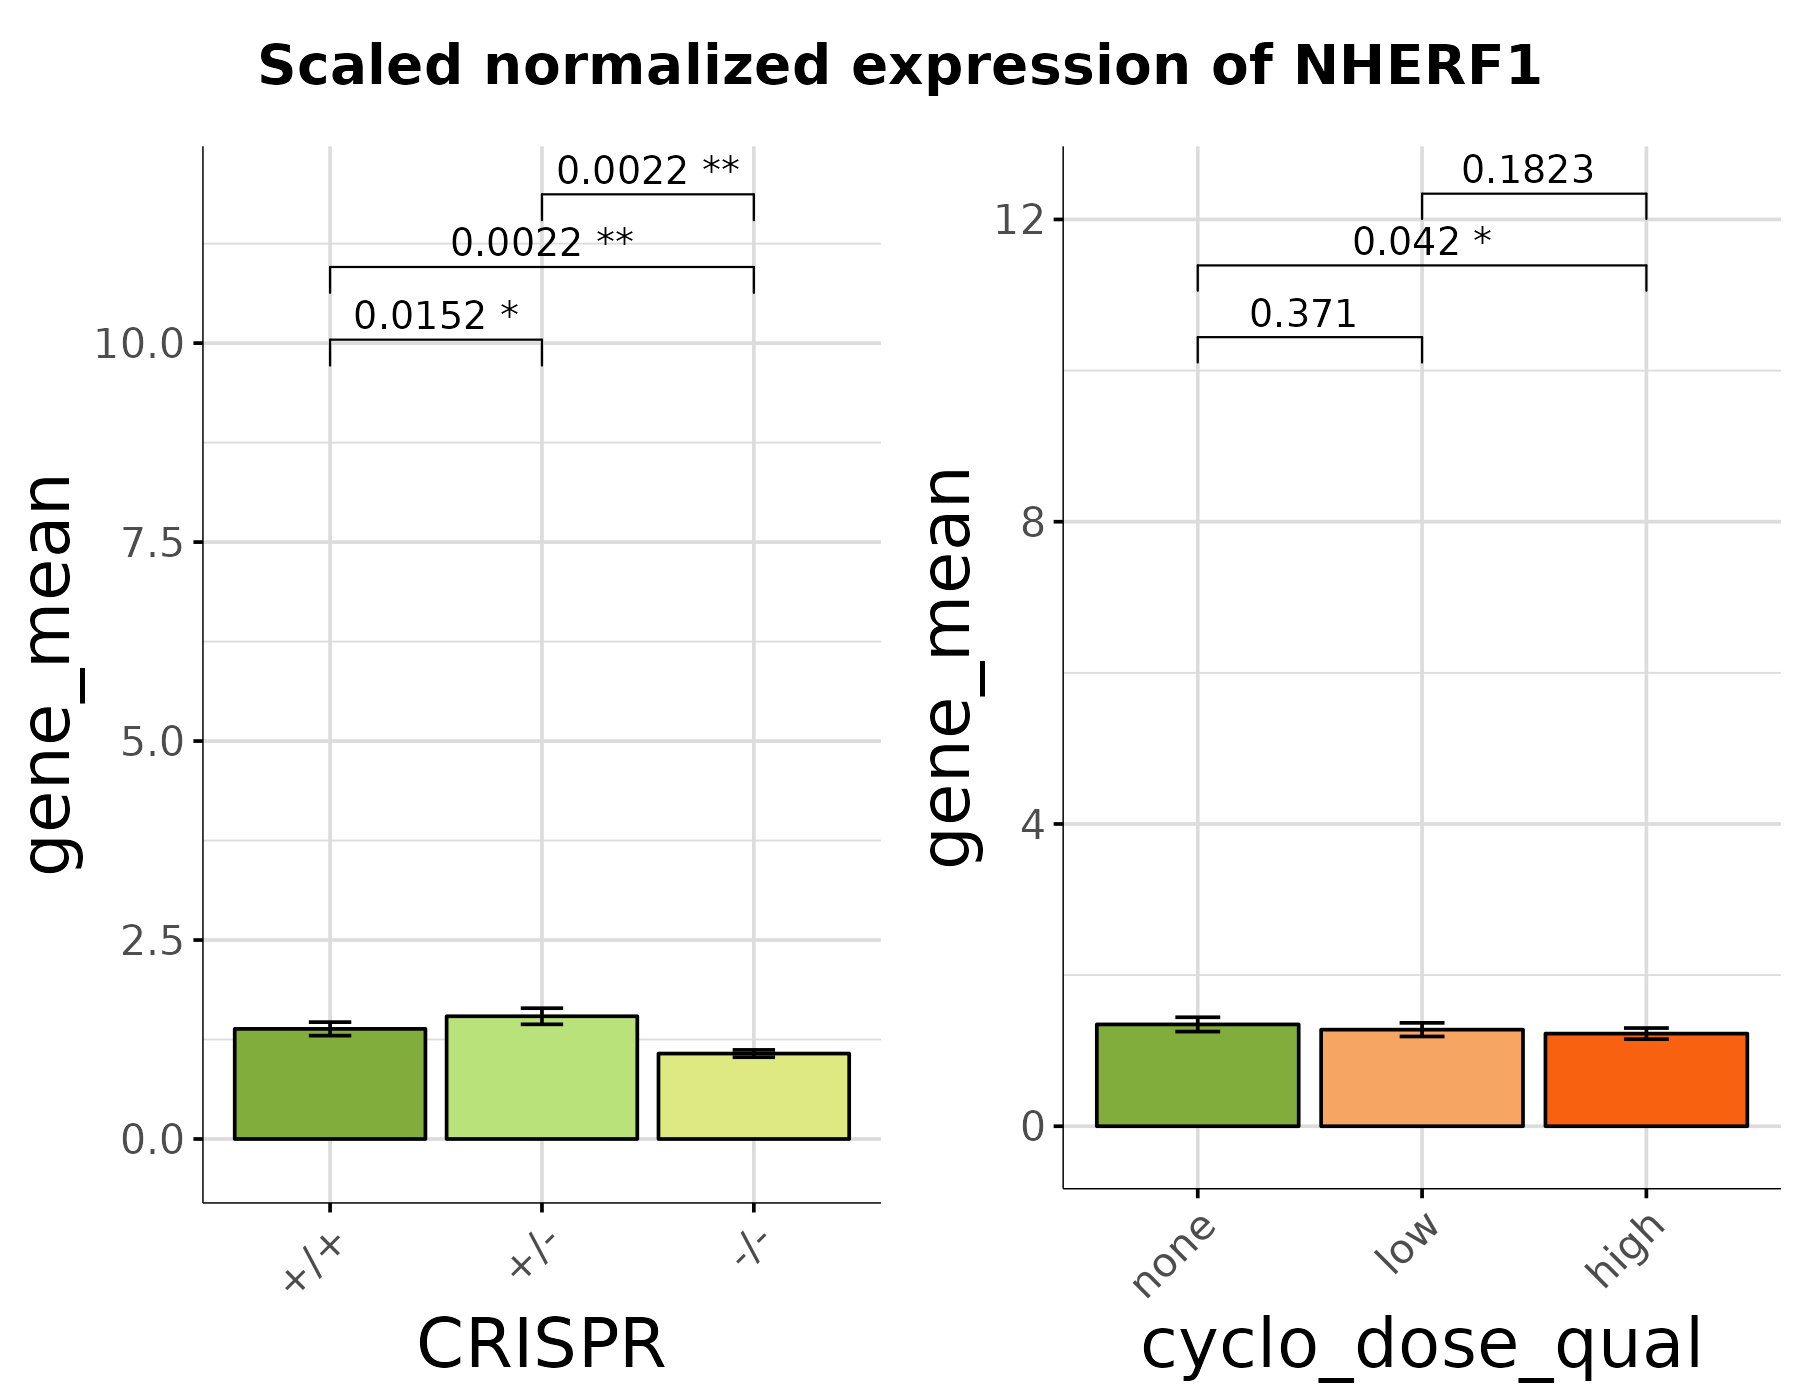 Scaled normalized expression of NHERF1
0.0022 **
0.0022 **
0.0152 *
10.0
7.5
5.0
2.5
0.0
gene_mean
+/+
+/-
-/-
CRISPR
0.1823
0.042 *
0.371
12
8
4
0
gene_mean
none
low
high
cyclo_dose_qual